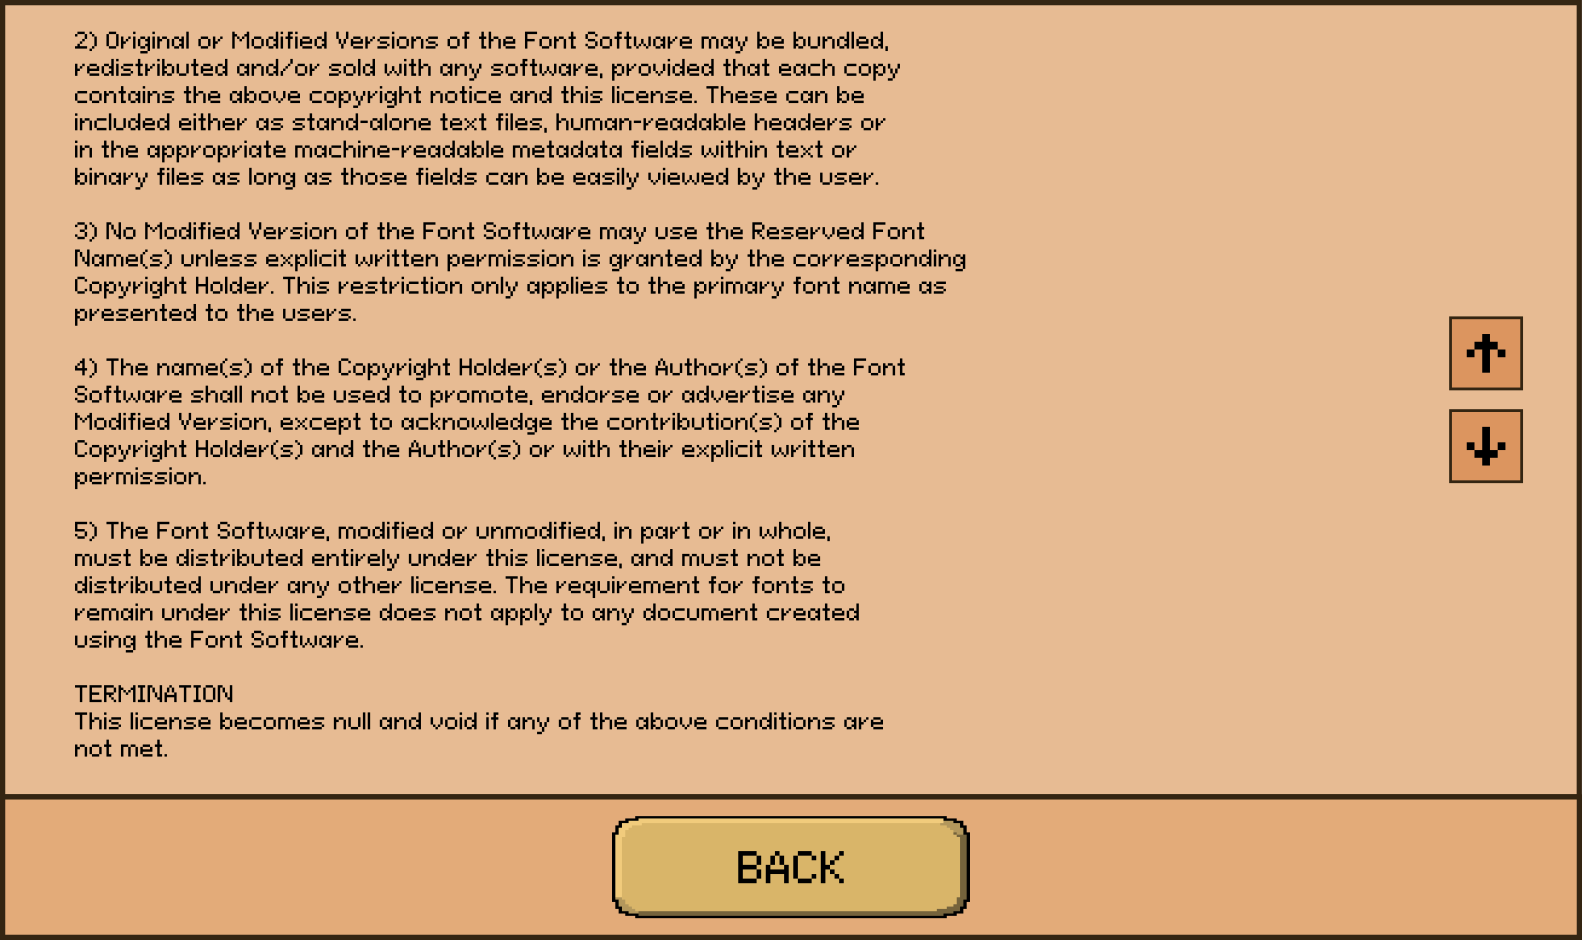 2) Original or Modified Versions of the Font Software may be bundled,
redistributed and/or sold with any software, provided that each copy
contains the above copyright notice and this license. These can be
included either as stand-alone text files, human-readable headers or
in the appropriate machine-readable metadata fields within text or
binary files as long as those fields can be easily viewed by the user.
3) No Modified Version of the Font Software may use the Reserved Font
Name(s) unless explicit written permission is granted by the corresponding
Copyright Holder. This restriction only applies to the primary font name as
presented to the users.
4) The name(s) of the Copyright Holder(s) or the Author(s) of the Font
Software shall not be used to promote, endorse or advertise any
Modified Version, except to acknowledge the contribution(s) of the
Copyright Holder(s) and the Author(s) or with their explicit written
permission.
5) The Font Software, modified or unmodified, in part or in whole,
must be distributed entirely under this license, and must not be
distributed under any other license. The requirement for fonts to
remain under this license does not apply to any document created
using the Font Software.
TERMINATION
This license becomes null and void if any of the above conditions are
not met.
BACK